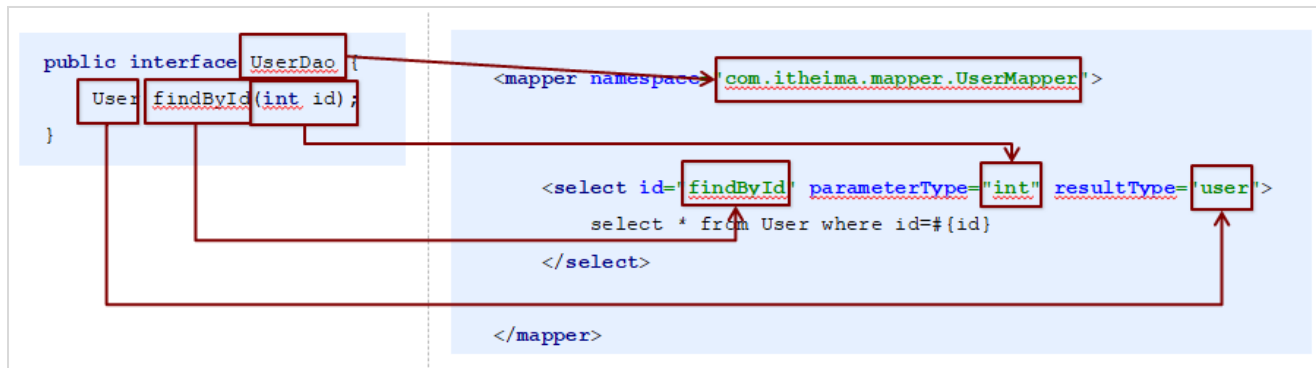 public interface UserDao {
User findById(int id);
}
<mapper namespace="com.itheima.mapper.UserMapper">
<select id="findById" parameterType="int" resultType="user">
select * from User where id=#{id}
</select>
</mapper>